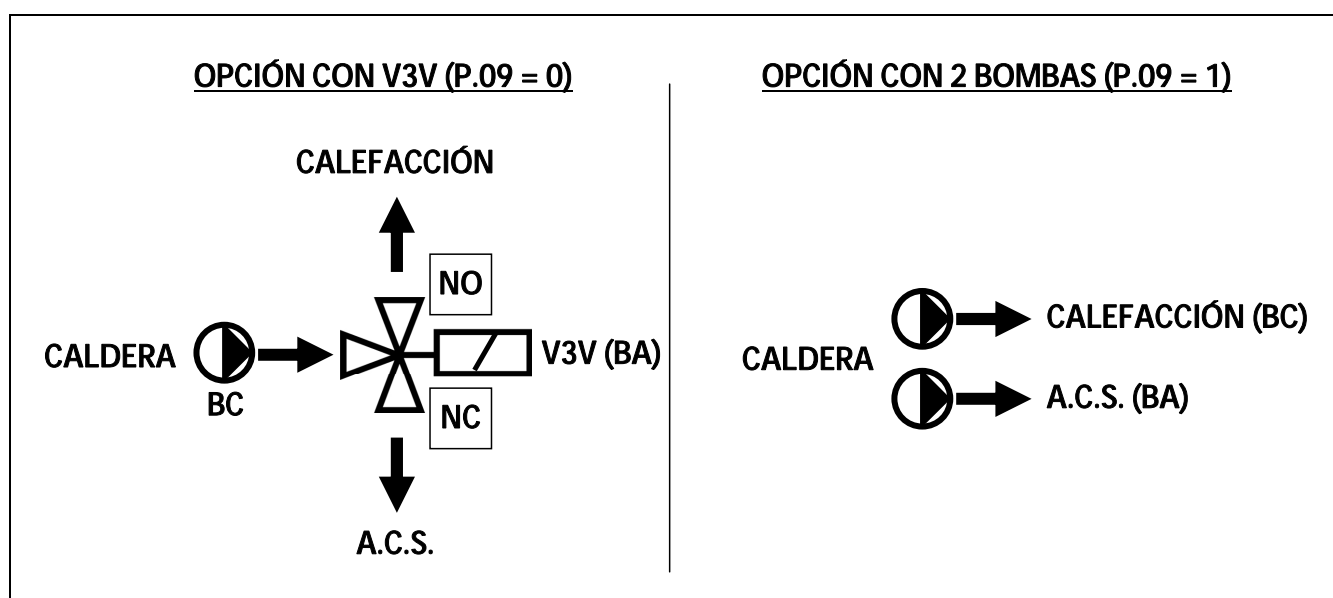 OPCIÓN CON V3V (P.09 = 0)
CALEFACCIÓN
NO
CALDERA
BC
V3V (BA)
NC
A.C.S.
OPCIÓN CON 2 BOMBAS (P.09 = 1)
CALDERA
CALEFACCIÓN (BC)
A.C.S. (BA)